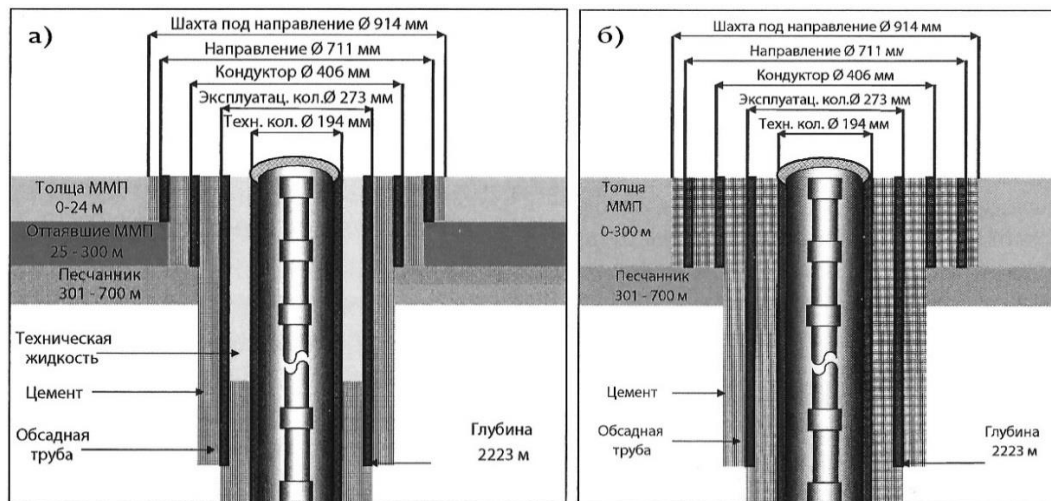 а)
Шахта под направление Ø 914 мм
Направление Ø 711 мм
Кондуктор Ø 406 мм
Эксплуатац. кол.Ø 273 мм
Техн. кол. Ø 194 мм
Толща ММП
0-24 м
Оттаявшие ММП
25 - 300 м
Песчанник
301 - 700 м
Техническая
жидкость
Цемент
Обсадная
труба
Глубина
2223 м
б)
Шахта под направление Ø 914 мм
Направление Ø 711 мм
Кондуктор Ø 406 мм
Эксплуатац. кол.Ø 273 мм
Техн. кол. Ø 194 мм
Толща
ММП
0-300 м
Песчанник
301 - 700 м
Цемент
Обсадная
труба
Глубина
2223 м